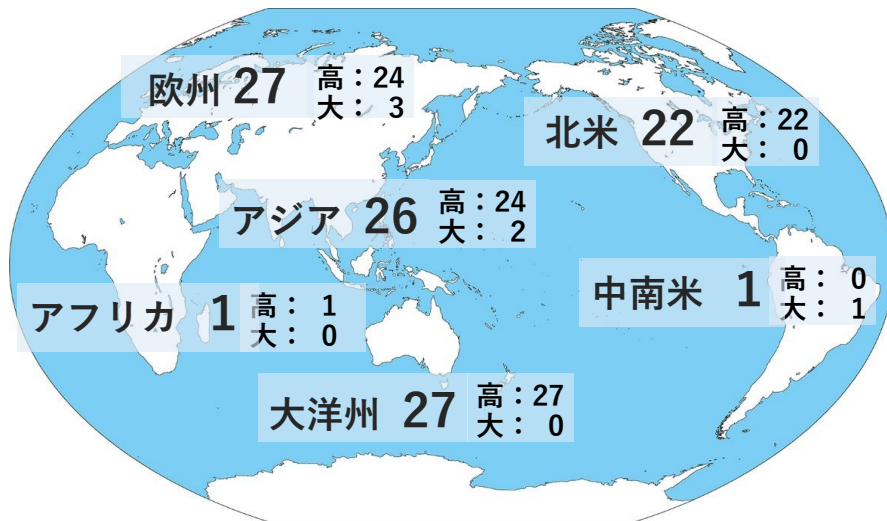 欧州 27 高：24
大： 3
北米 22 高：22
大： 0
アジア 26 高：24
大： 2
中南米 1 高： 0
大： 1
アフリカ 1 高： 1
大： 0
大洋州 27 高：27
大： 0